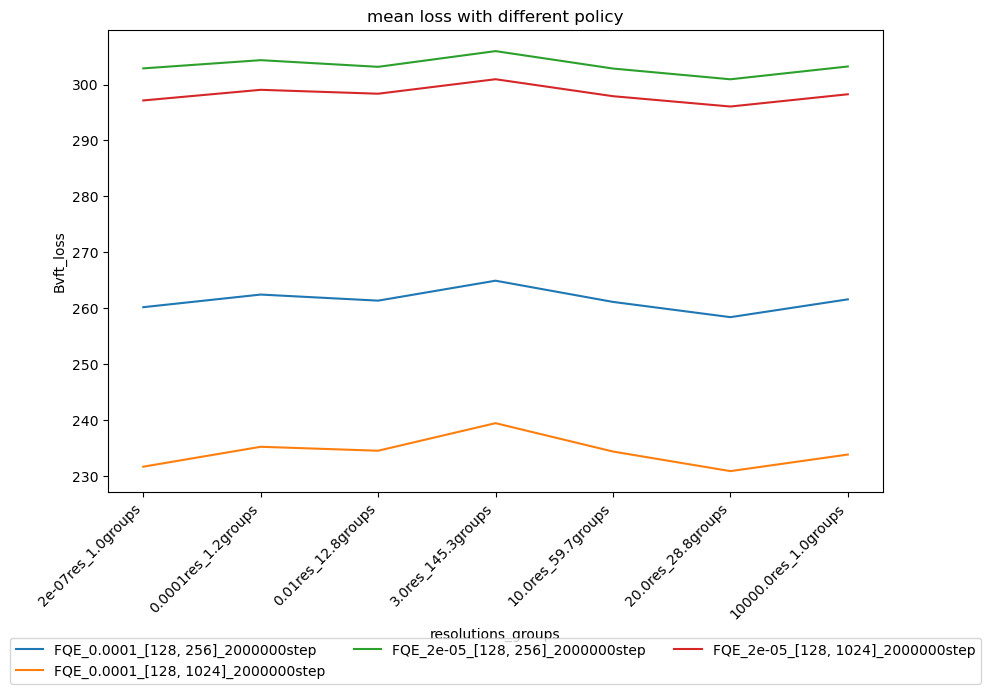 mean loss with different policy
Bvft_loss
300
290
280
270
260
250
240
230
2e-07res_1.0groups
0.0001res_1.2groups
0.01res_12.8groups
3.0res_145.3groups
10.0res_59.7groups
20.0res_28.8groups
10000.0res_1.0groups
resolutions_groups
FQE_0.0001_[128, 256]_2000000step
FQE_0.0001_[128, 1024]_2000000step
FQE_2e-05_[128, 256]_2000000step
FQE_2e-05_[128, 1024]_2000000step